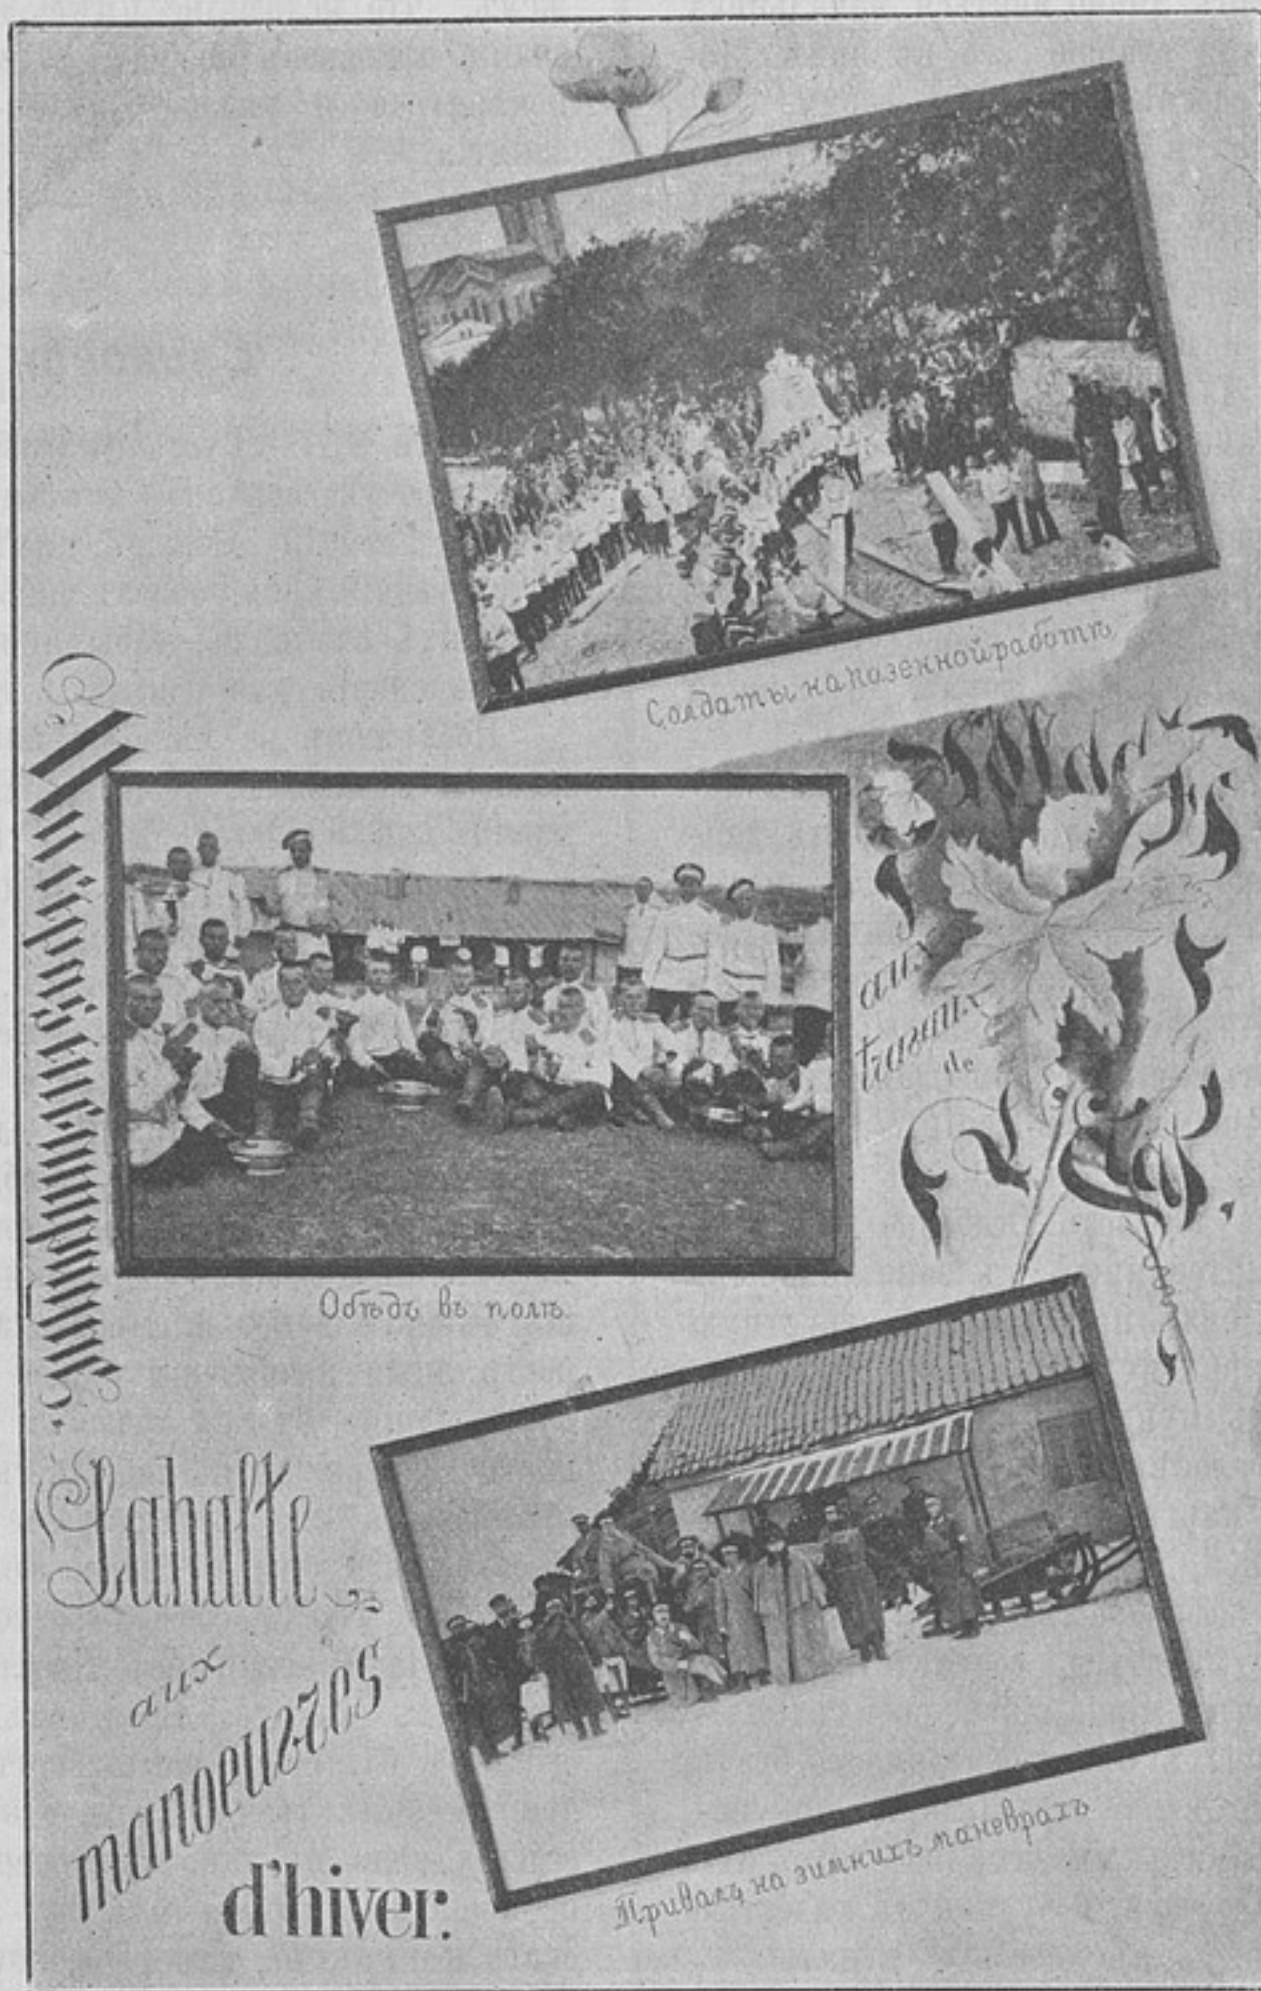 Солдаты на казенной работѣ
aux
travaux
de
Обѣдъ въ полѣ.
La halte
aux
manoeuvres
d'hiver.
Привалъ на зимнихъ маневрахъ